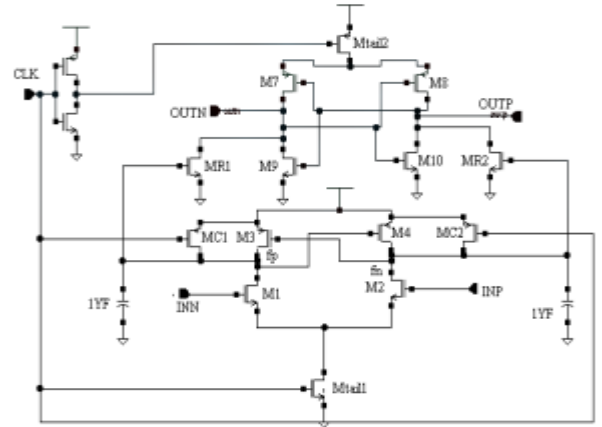 Mtail2
CLK
M7
M8
OUTN
OUTP
MR1
M9
M10
MR2
MC1
M3
M4
MC2
fp
fn
M1
M2
INN
INP
1YF
1YF
Mtail1